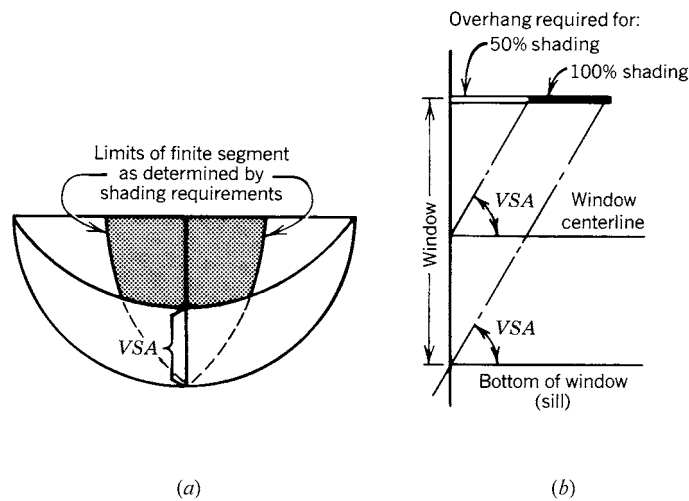 Overhang required for:
50% shading
100% shading
Limits of finite segment
as determined by
shading requirements
VSA
Window
VSA
Window
centerline
VSA
Bottom of window
(sill)
(a)
(b)